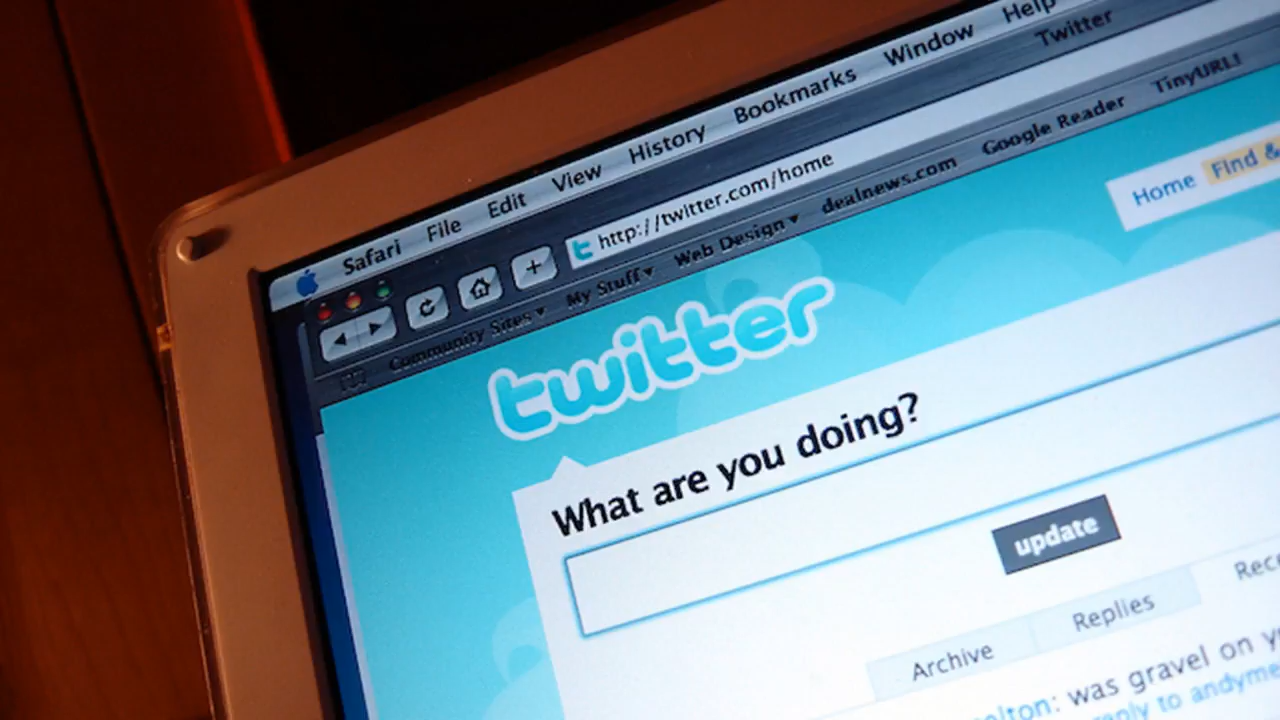 Safari File Edit View History Bookmarks Window Help
Twitter
http://twitter.com/home
Community Sites▾ My Stuff▾ Web Design▾ dealnews.com Google Reader TinyURL!
Home Find &
twitter
What are you doing?
update
Archive Replies
elton: was gravel on
reply to